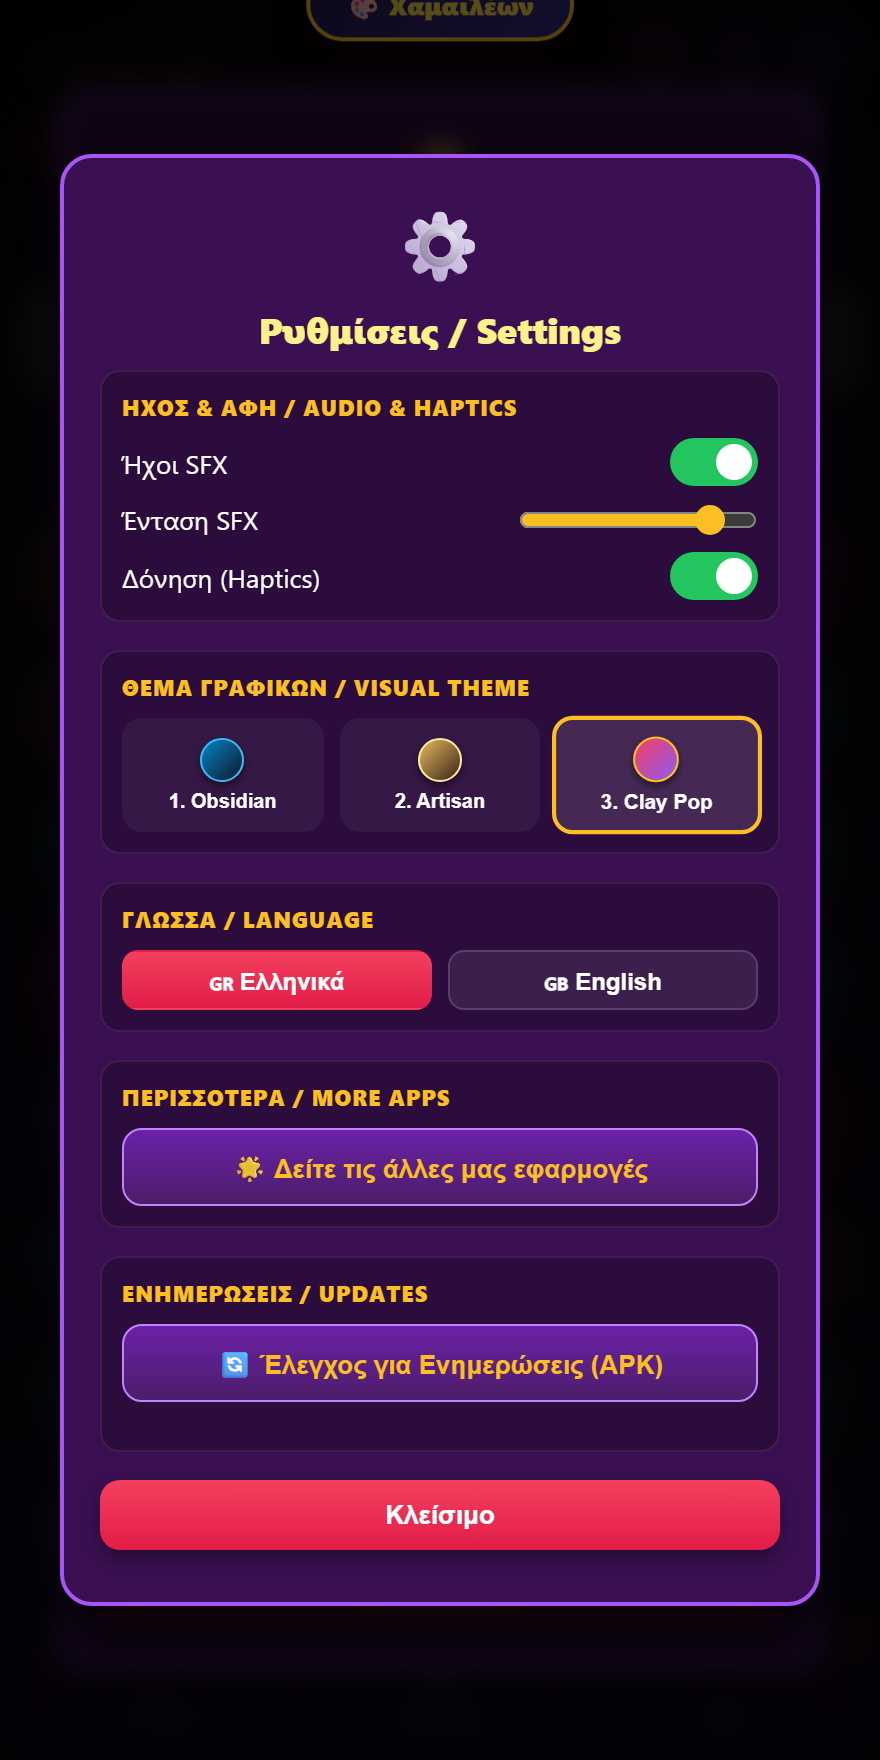 Χαμαιλέων
Ρυθμίσεις / Settings
ΗΧΟΣ & ΑΦΗ / AUDIO & HAPTICS
Ήχοι SFX
Ένταση SFX
Δόνηση (Haptics)
ΘΕΜΑ ΓΡΑΦΙΚΩΝ / VISUAL THEME
1. Obsidian
2. Artisan
3. Clay Pop
ΓΛΩΣΣΑ / LANGUAGE
GR Ελληνικά
GB English
ΠΕΡΙΣΣΟΤΕΡΑ / MORE APPS
Δείτε τις άλλες μας εφαρμογές
ΕΝΗΜΕΡΩΣΕΙΣ / UPDATES
Έλεγχος για Ενημερώσεις (APK)
Κλείσιμο